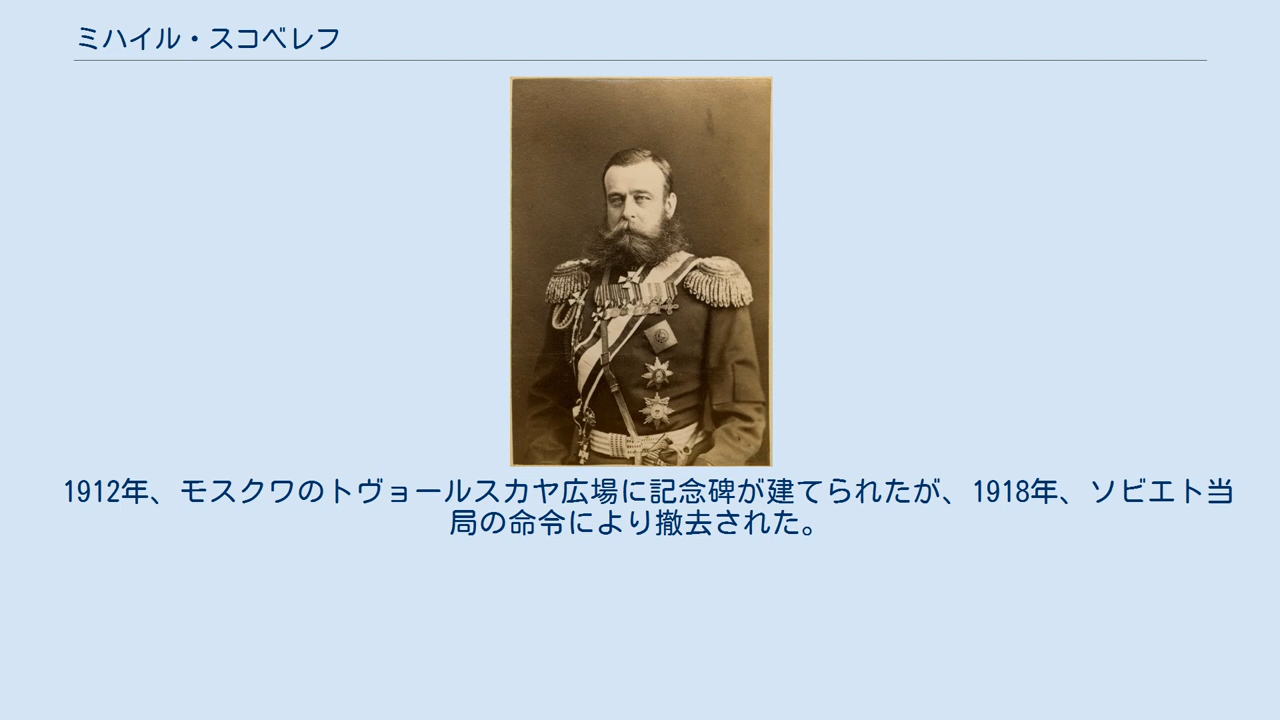 ミハイル・スコベレフ
1912年、モスクワのトヴョールスカヤ広場に記念碑が建てられたが、1918年、ソビエト当
局の命令により撤去された。